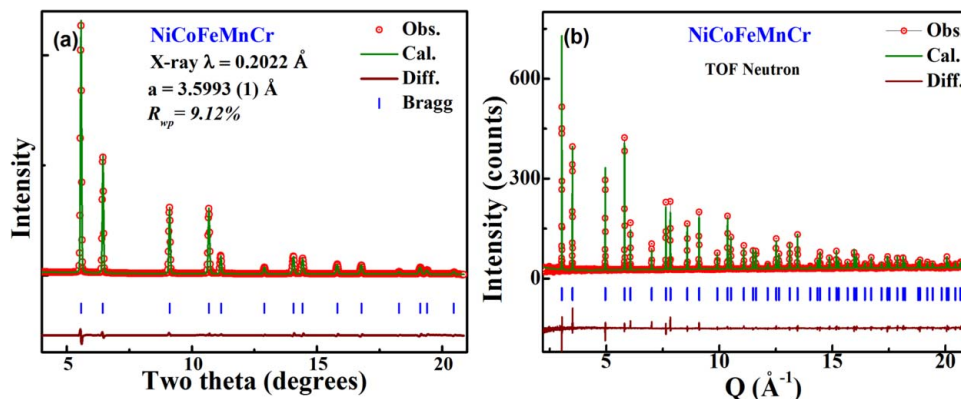 (a)
NiCoFeMnCr
X-ray λ = 0.2022 Å
a = 3.5993 (1) Å
Rwp = 9.12%
Obs.
Cal.
Diff.
Bragg
Intensity
5
10
15
20
Two theta (degrees)
(b)
NiCoFeMnCr
TOF Neutron
Obs.
Cal.
Diff.
Intensity (counts)
600
300
0
5
10
15
20
Q (Å-1)